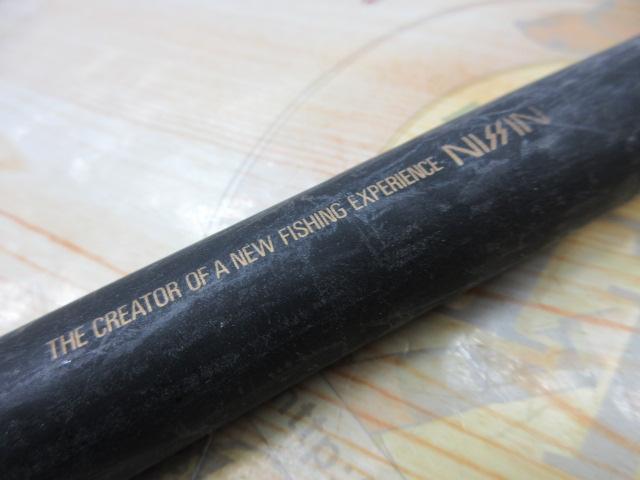 THE CREATOR OF A NEW FISHING EXPERIENCE NISSIN